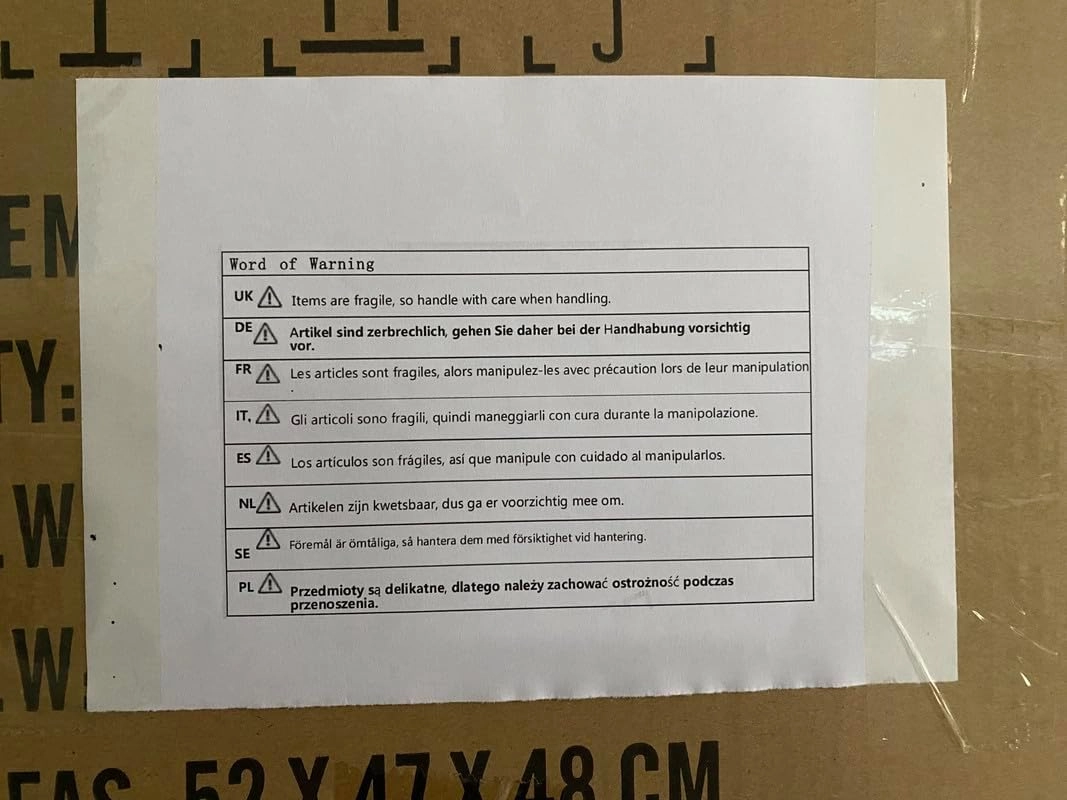 EM
TY:
.W
.W
EAS. 52 X 47 X 48 CM
Word of Warning
UK Items are fragile, so handle with care when handling.
DE Artikel sind zerbrechlich, gehen Sie daher bei der Handhabung vorsichtig
vor.
FR Les articles sont fragiles, alors manipulez-les avec précaution lors de leur manipulation
.
IT, Gli articoli sono fragili, quindi maneggiarli con cura durante la manipolazione.
ES Los artículos son frágiles, así que manipule con cuidado al manipularlos.
NL Artikelen zijn kwetsbaar, dus ga er voorzichtig mee om.
SE Föremål är ömtåliga, så hantera dem med försiktighet vid hantering.
PL Przedmioty są delikatne, dlatego należy zachować ostrożność podczas
przenoszenia.